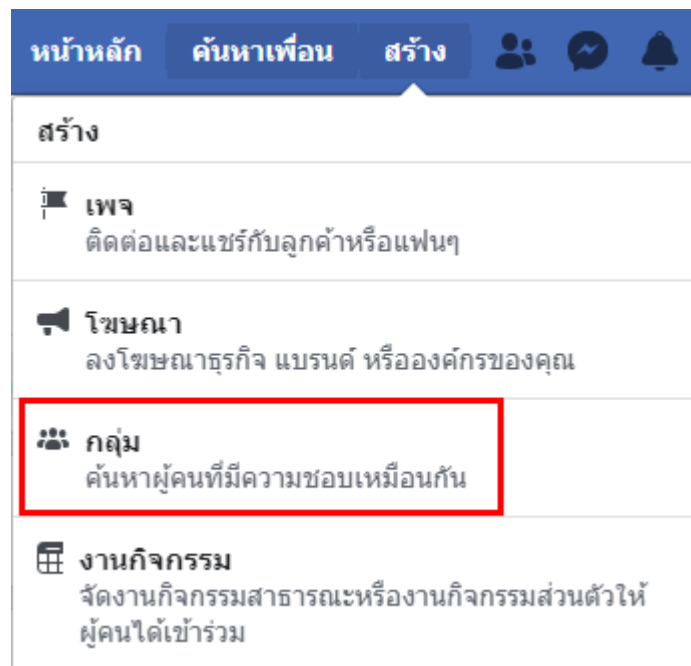 หน้าหลัก ค้นหาเพื่อน สร้าง
สร้าง
เพจ
ติดต่อและแชร์กับลูกค้าหรือแฟนๆ
โฆษณา
ลงโฆษณาธุรกิจ แบรนด์ หรือองค์กรของคุณ
กลุ่ม
ค้นหาผู้คนที่มีความชอบเหมือนกัน
งานกิจกรรม
จัดงานกิจกรรมสาธารณะหรืองานกิจกรรมส่วนตัวให้
ผู้คนได้เข้าร่วม